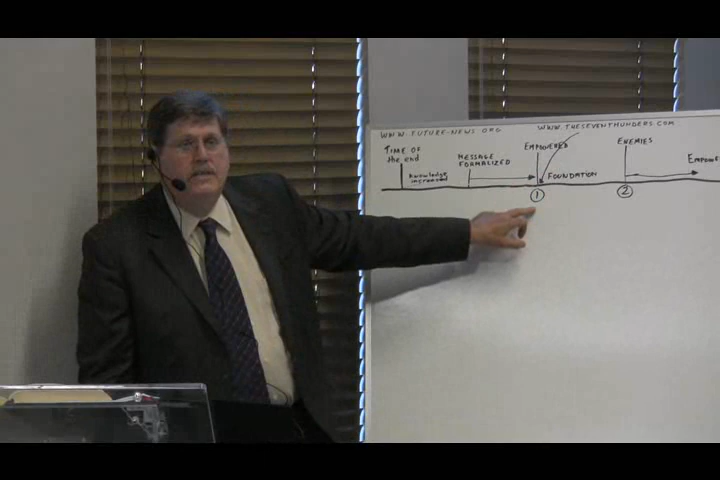 WWW.FUTURE-NEWS.ORG
WWW.THESEVENTHUNDERS.COM
TIME OF
the end
Knowledge
increased
MESSAGE
FORMALIZED
EMPOWERED
FOUNDATION
1
ENEMIES
2
EMPOWE